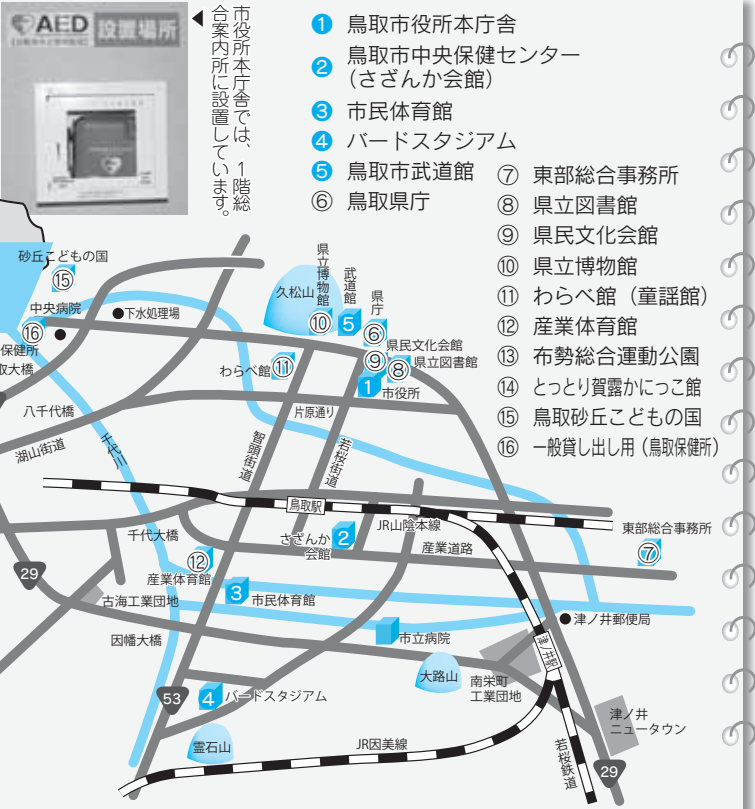 AED 設置場所
市役所本庁舎では、1階総
合案内所に設置しています。
1 鳥取市役所本庁舎
2 鳥取市中央保健センター
(さざんか会館)
3 市民体育館
4 バードスタジアム
5 鳥取市武道館
⑥ 鳥取県庁
⑦ 東部総合事務所
⑧ 県立図書館
⑨ 県民文化会館
⑩ 県立博物館
⑪ わらべ館(童謡館)
⑫ 産業体育館
⑬ 布勢総合運動公園
⑭ とっとり賀露かにっこ館
⑮ 鳥取砂丘こどもの国
⑯ 一般貸し出し用(鳥取保健所)
砂丘こどもの国
⑮
中央病院
⑯
保健所
取大橋
下水処理場
久松山
県立博物館
⑩
武道館
5
県庁
⑥
県民文化会館
⑨
⑧
県立図書館
わらべ館
⑪
1
市役所
八千代橋
片原通り
湖山街道
千代川
智頭街道
若桜街道
鳥取駅
JR山陰本線
千代大橋
さざんか
会館
2
産業道路
東部総合事務所
⑦
⑫
産業体育館
29
古海工業団地
3
市民体育館
津ノ井郵便局
因幡大橋
市立病院
津ノ井駅
大路山
南栄町
工業団地
53
4
バードスタジアム
津ノ井
ニュータウン
霊石山
JR因美線
若桜鉄道
29